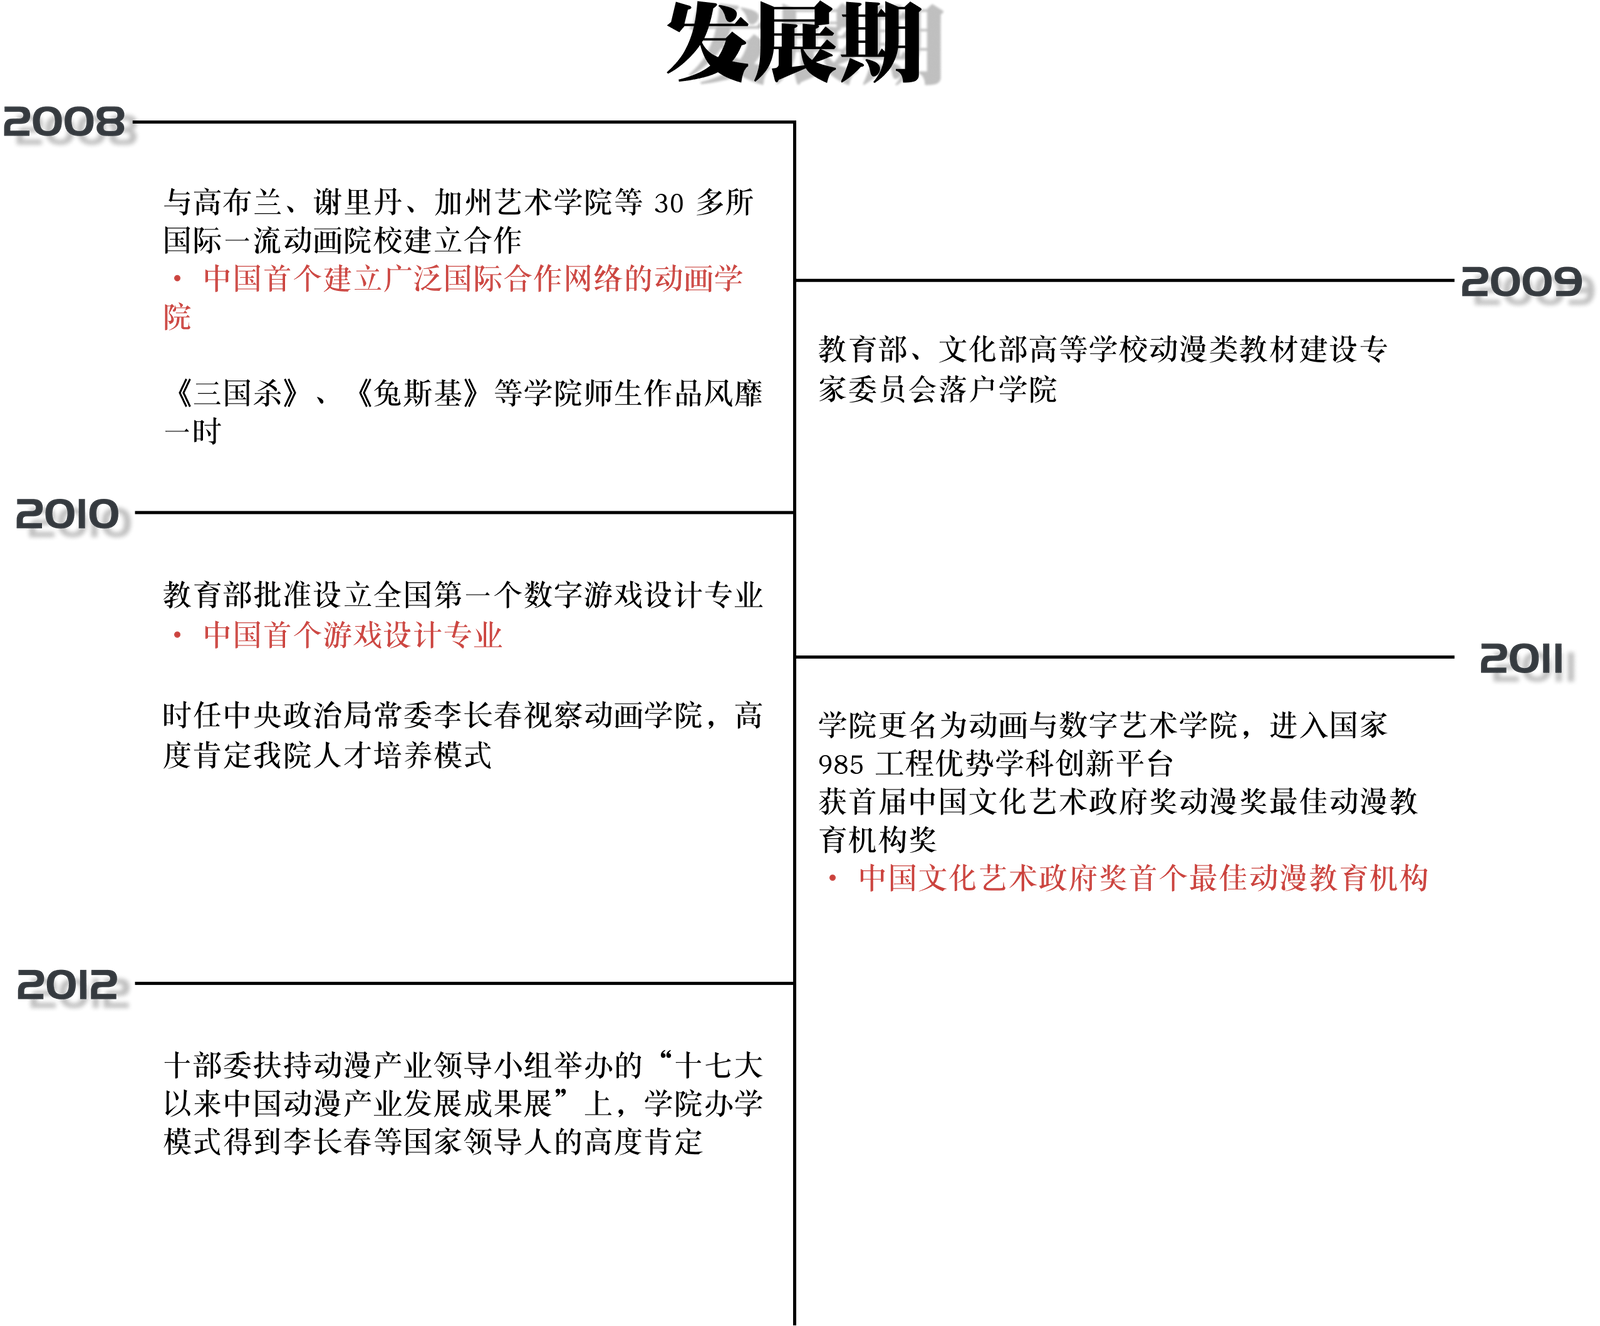 发展期
2008
与高布兰、谢里丹、加州艺术学院等 30 多所
国际一流动画院校建立合作
• 中国首个建立广泛国际合作网络的动画学
院
《三国杀》、《兔斯基》等学院师生作品风靡
一时
2009
教育部、文化部高等学校动漫类教材建设专
家委员会落户学院
2010
教育部批准设立全国第一个数字游戏设计专业
• 中国首个游戏设计专业
时任中央政治局常委李长春视察动画学院，高
度肯定我院人才培养模式
2011
学院更名为动画与数字艺术学院，进入国家
985 工程优势学科创新平台
获首届中国文化艺术政府奖动漫奖最佳动漫教
育机构奖
• 中国文化艺术政府奖首个最佳动漫教育机构
2012
十部委扶持动漫产业领导小组举办的“十七大
以来中国动漫产业发展成果展”上，学院办学
模式得到李长春等国家领导人的高度肯定